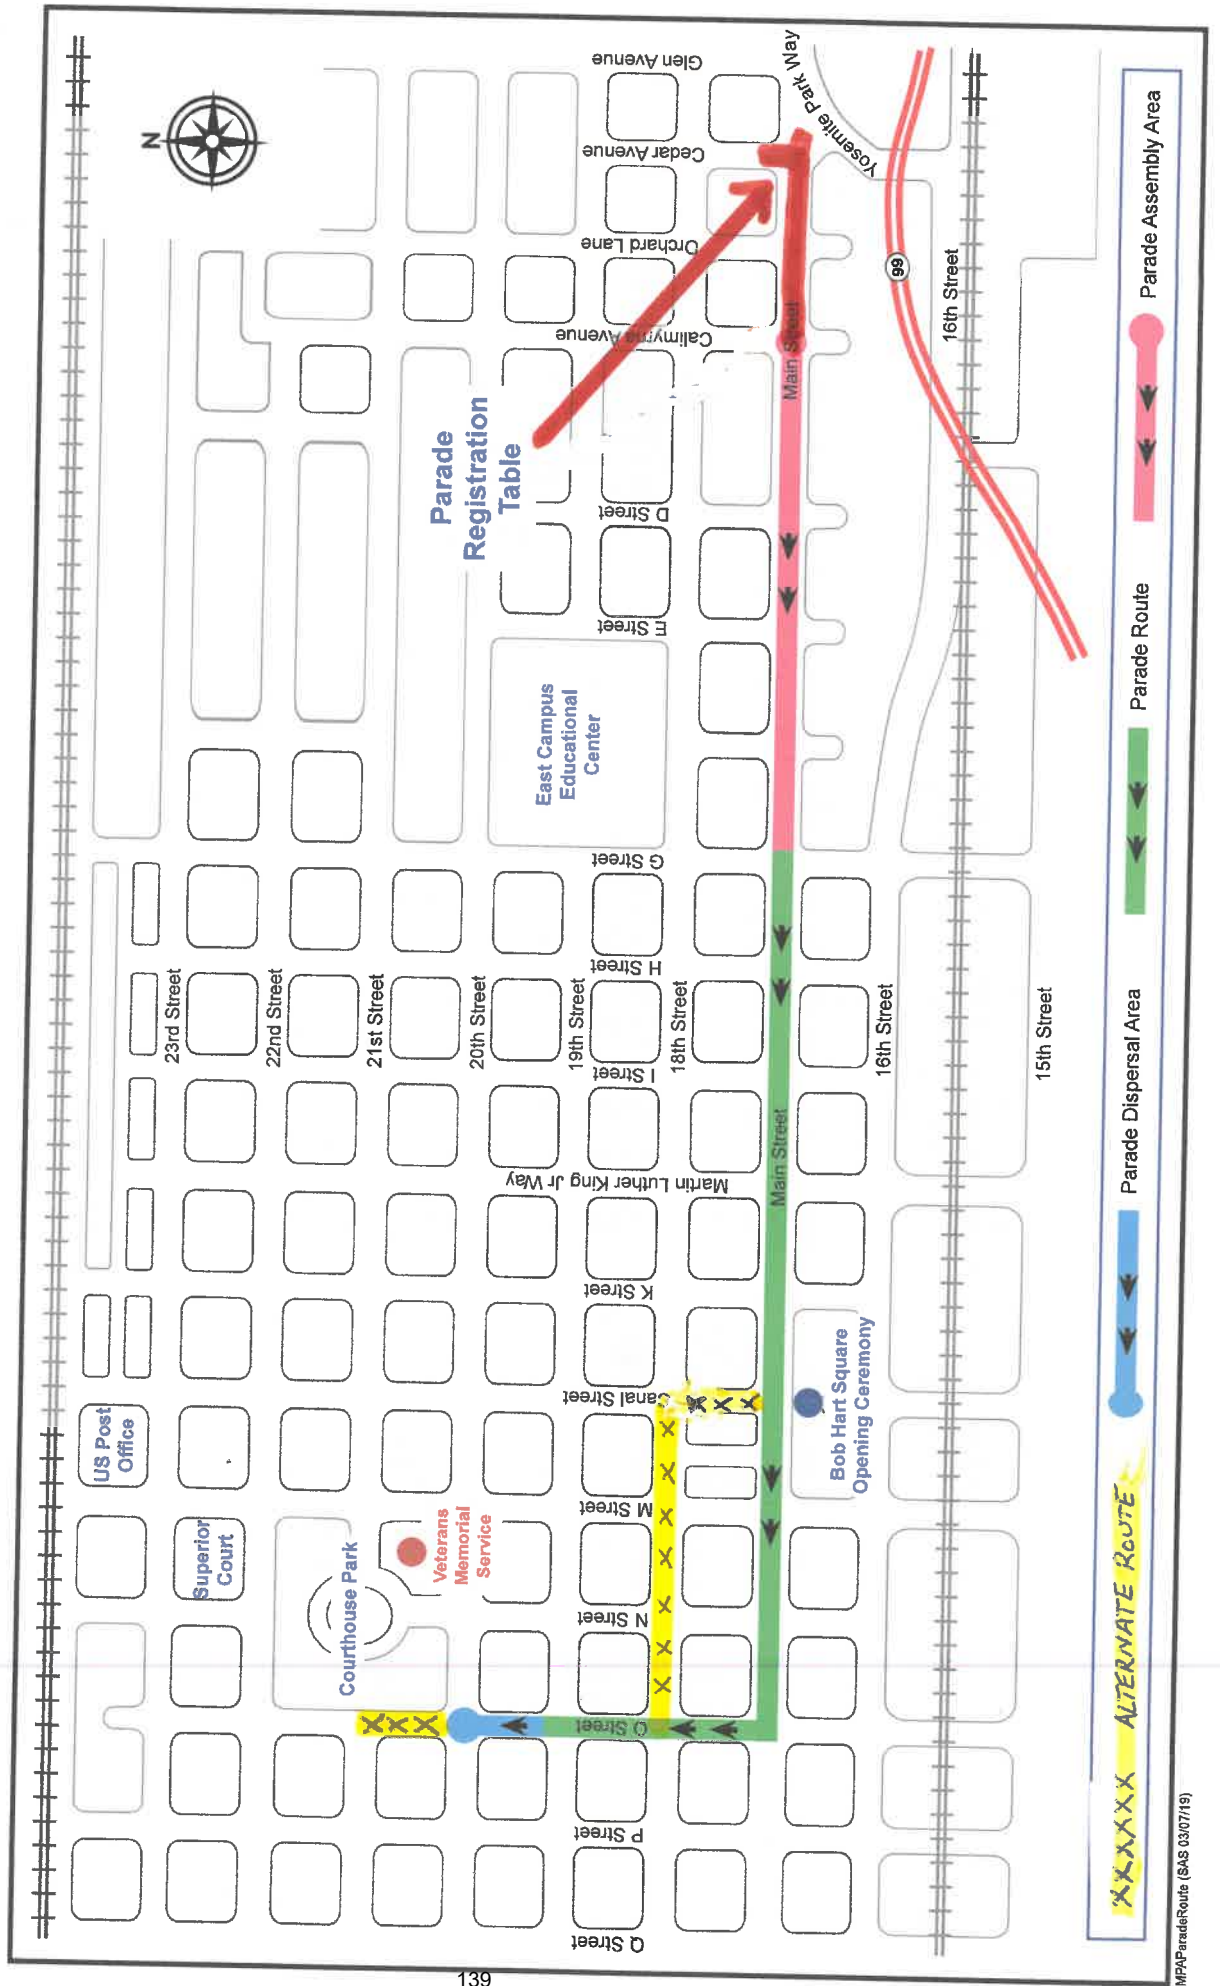 N
Glen Avenue
Cedar Avenue
Orchard Lane
Calimyrna Avenue
Yosemite Park Way
99
16th Street
Main Street
Parade
Registration
Table
D Street
E Street
East Campus
Educational
Center
G Street
H Street
23rd Street
22nd Street
21st Street
20th Street
19th Street
18th Street
16th Street
15th Street
I Street
Main Street
Martin Luther King Jr Way
K Street
Canal Street
US Post
Office
Bob Hart Square
Opening Ceremony
M Street
Superior
Court
Courthouse Park
Veterans
Memorial
Service
N Street
O Street
P Street
Q Street
XXX
XXX
XXXXXXX
XXXXX ALTERNATE ROUTE
Parade Dispersal Area
Parade Route
Parade Assembly Area
MPAParadeRoute (SAS 03/07/19)
139